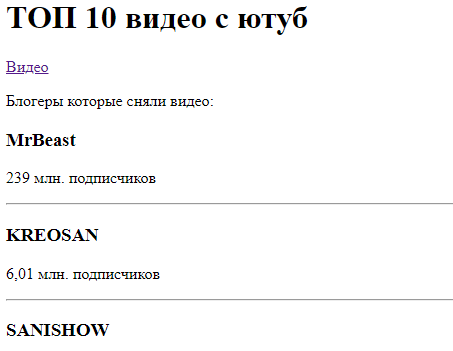 ТОП 10 видео с ютуб
Видео
Блогеры которые сняли видео:
MrBeast
239 млн. подписчиков
KREOSAN
6,01 млн. подписчиков
SANISHOW